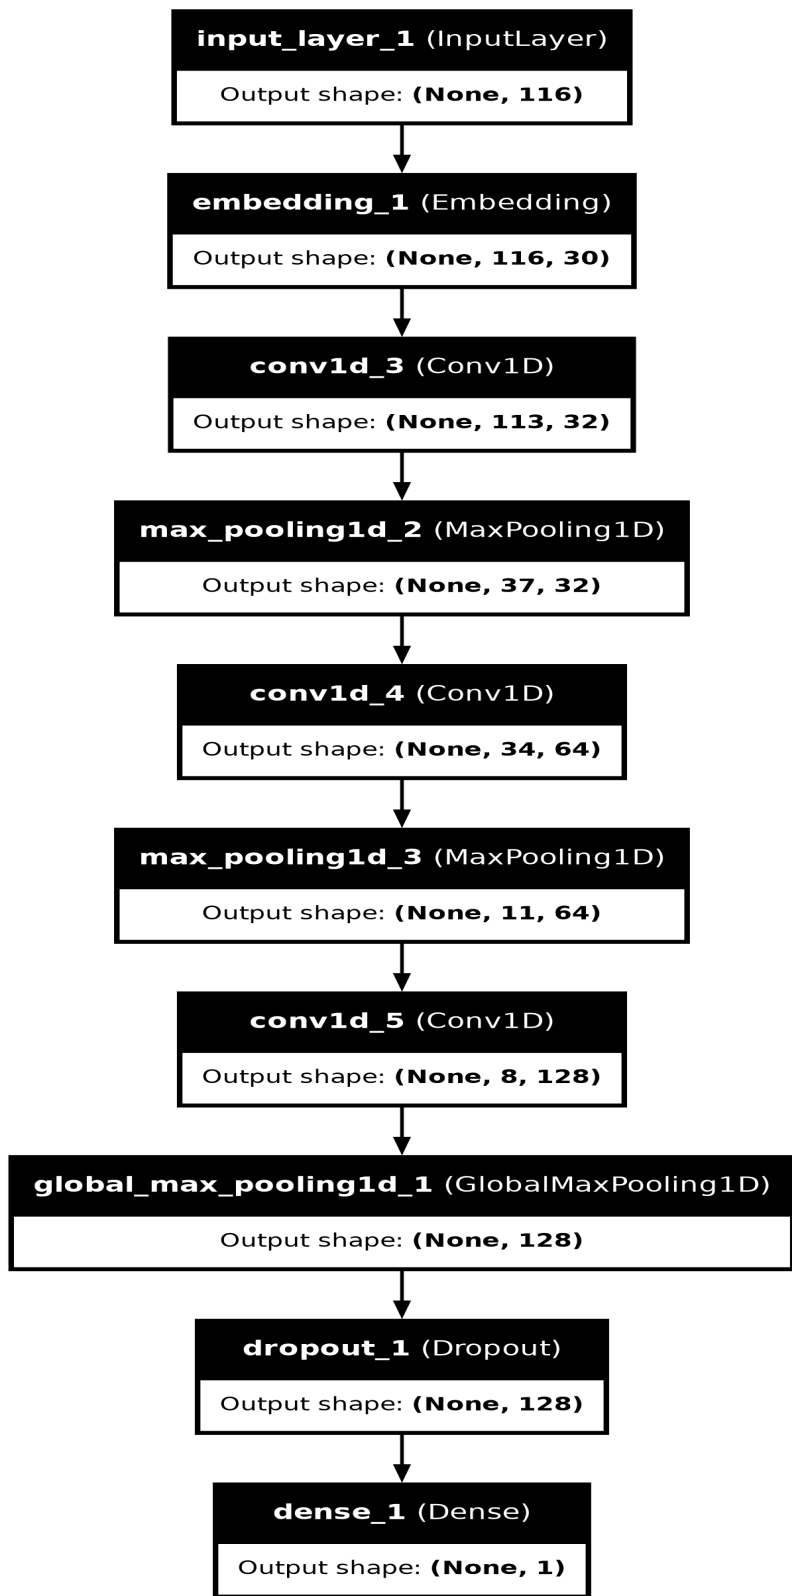 input_layer_1 (InputLayer)
Output shape: (None, 116)
embedding_1 (Embedding)
Output shape: (None, 116, 30)
conv1d_3 (Conv1D)
Output shape: (None, 113, 32)
max_pooling1d_2 (MaxPooling1D)
Output shape: (None, 37, 32)
conv1d_4 (Conv1D)
Output shape: (None, 34, 64)
max_pooling1d_3 (MaxPooling1D)
Output shape: (None, 11, 64)
conv1d_5 (Conv1D)
Output shape: (None, 8, 128)
global_max_pooling1d_1 (GlobalMaxPooling1D)
Output shape: (None, 128)
dropout_1 (Dropout)
Output shape: (None, 128)
dense_1 (Dense)
Output shape: (None, 1)